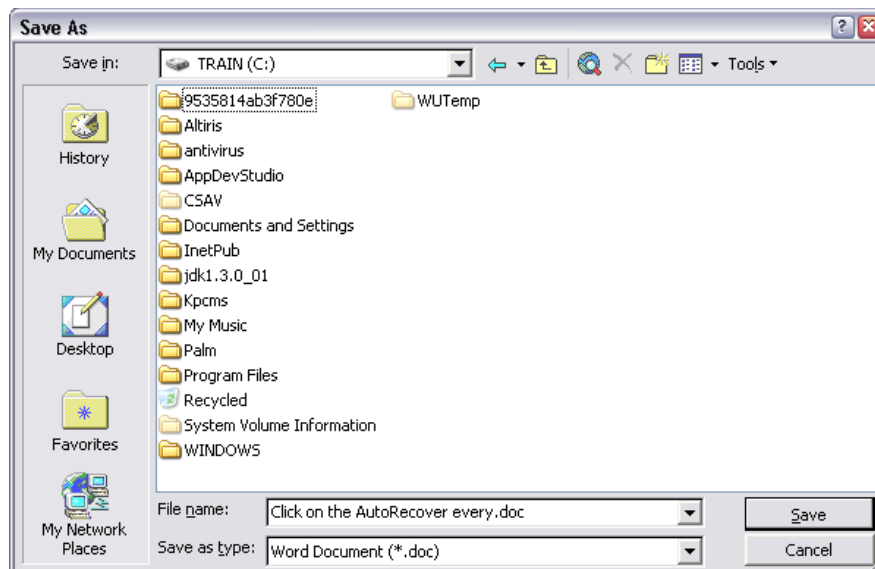 Save As
Save in:
TRAIN (C:)
Tools
History
My Documents
Desktop
Favorites
My Network
Places
9535814ab3f780e
Altiris
antivirus
AppDevStudio
CSAV
Documents and Settings
InetPub
jdk1.3.0_01
Kpcms
My Music
Palm
Program Files
Recycled
System Volume Information
WINDOWS
WUTemp
File name:
Click on the AutoRecover every.doc
Save
Save as type:
Word Document (*.doc)
Cancel